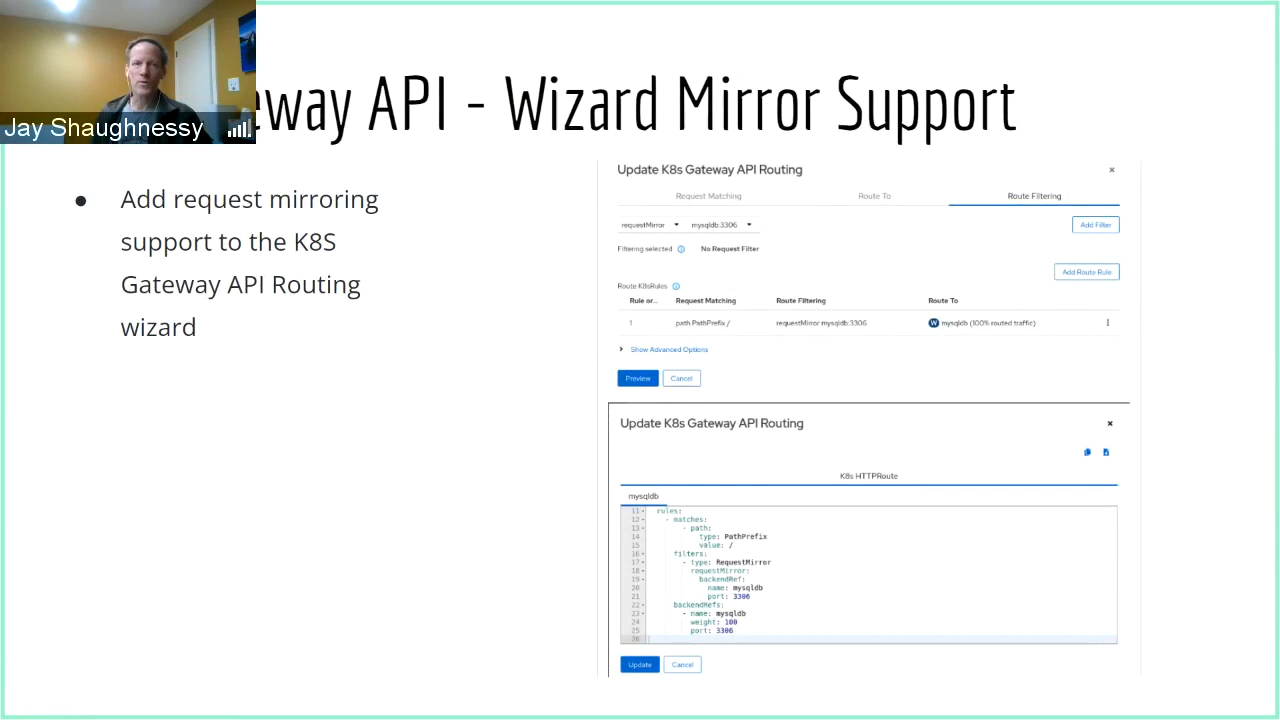 Jay Shaughnessy
eway API - Wizard Mirror Support
● Add request mirroring
support to the K8S
Gateway API Routing
wizard
Update K8s Gateway API Routing ×
Request Matching Route To Route Filtering
requestMirror mysqldb:3306 Add Filter
Filtering selected No Request Filter
Add Route Rule
Route K8sRules
Rule or... Request Matching Route Filtering Route To
1 path PathPrefix / requestMirror mysqldb:3306 W mysqldb (100% routed traffic)
Show Advanced Options
Preview Cancel
Update K8s Gateway API Routing ×
K8s HTTPRoute
mysqldb
11 rules:
12 - matches:
13 - path:
14 type: PathPrefix
15 value: /
16 filters:
17 - type: RequestMirror
18 requestMirror:
19 backendRef:
20 name: mysqldb
21 port: 3306
22 backendRefs:
23 - name: mysqldb
24 weight: 100
25 port: 3306
26
Update Cancel